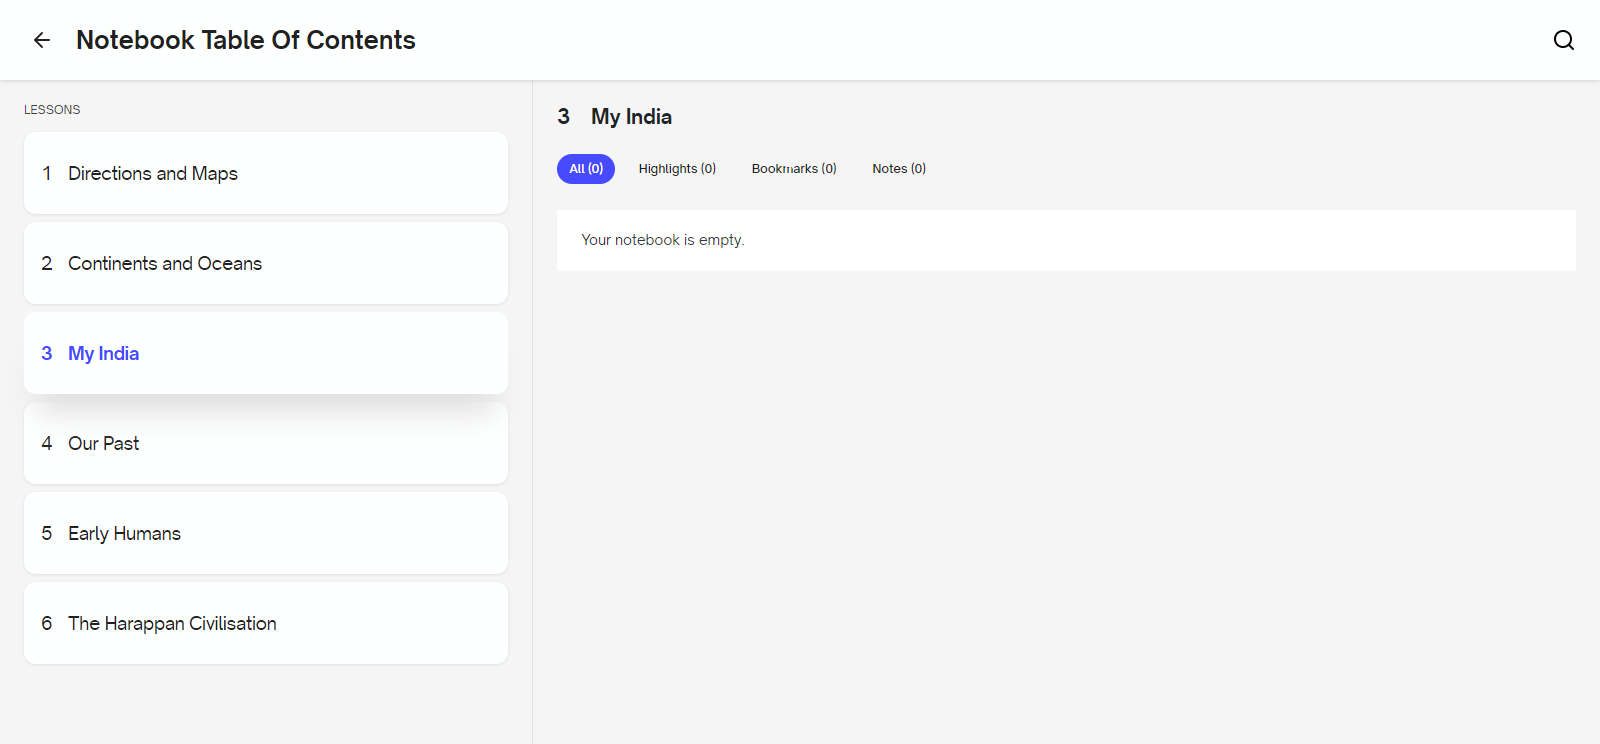 Notebook Table Of Contents
LESSONS
1 Directions and Maps
2 Continents and Oceans
3 My India
4 Our Past
5 Early Humans
6 The Harappan Civilisation
3 My India
All (0) Highlights (0) Bookmarks (0) Notes (0)
Your notebook is empty.